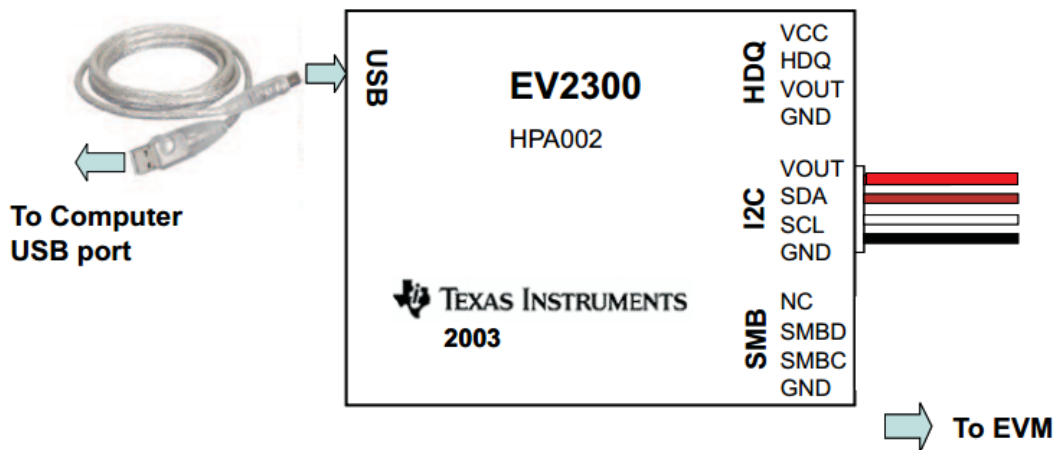 To Computer
USB port
USB
EV2300
HPA002
TEXAS INSTRUMENTS
2003
HDQ
VCC
HDQ
VOUT
GND
I2C
VOUT
SDA
SCL
GND
SMB
NC
SMBD
SMBC
GND
To EVM